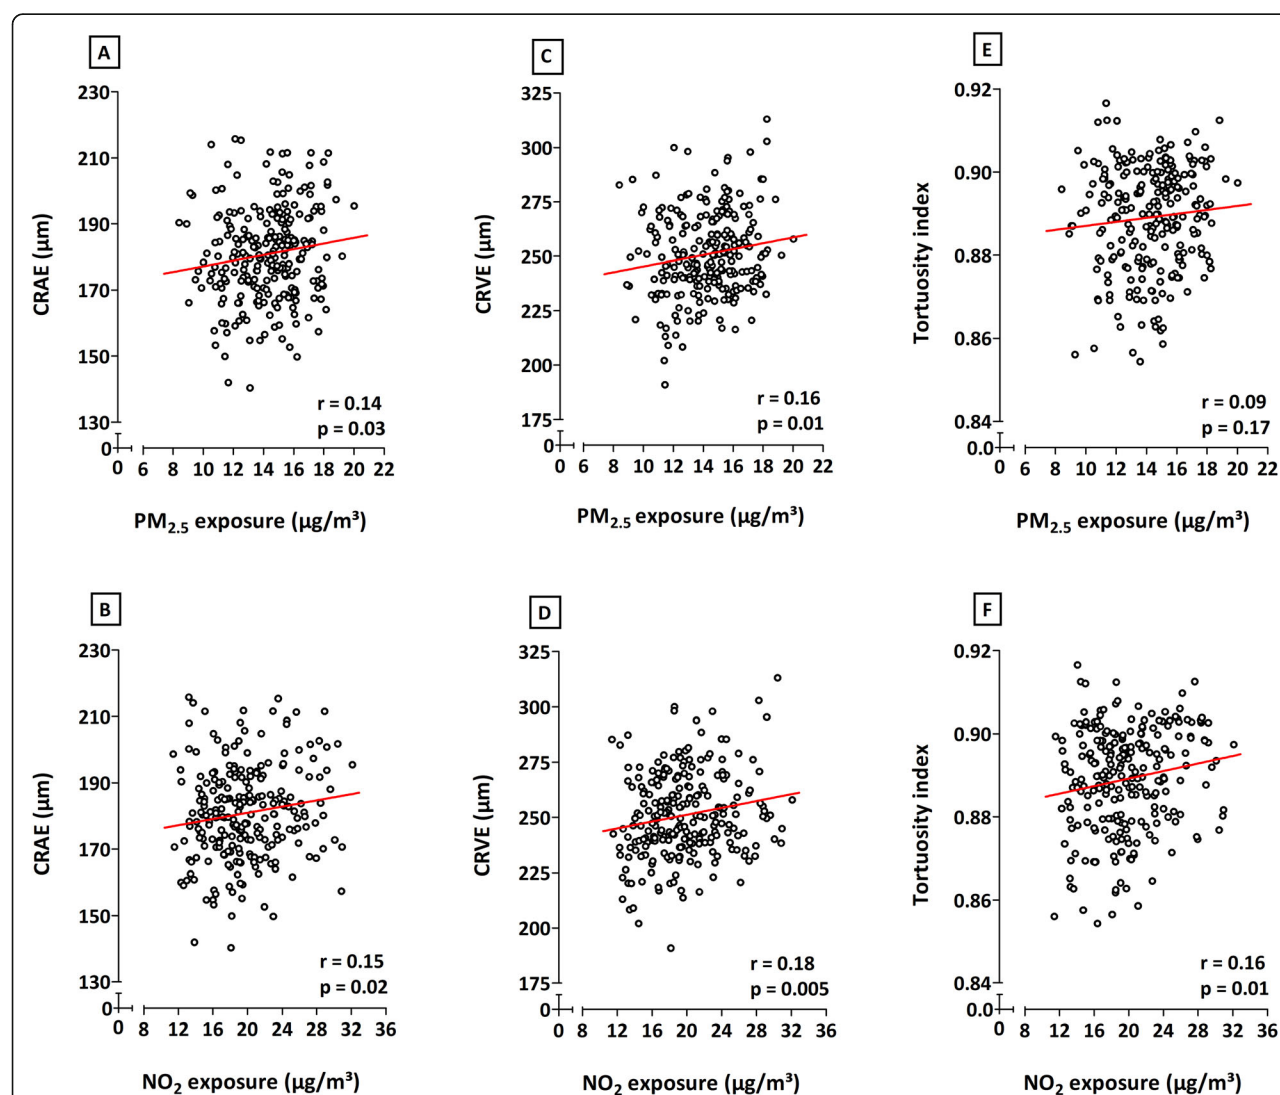 A
230
210
190
170
150
130
0
CRAE (µm)
r = 0.14
p = 0.03
0 6 8 10 12 14 16 18 20 22
PM₂.₅ exposure (µg/m³)
C
325
300
275
250
225
200
175
0
CRVE (µm)
r = 0.16
p = 0.01
0 6 8 10 12 14 16 18 20 22
PM₂.₅ exposure (µg/m³)
E
0.92
0.90
0.88
0.86
0.84
0.0
Tortuosity index
r = 0.09
p = 0.17
0 6 8 10 12 14 16 18 20 22
PM₂.₅ exposure (µg/m³)
B
230
210
190
170
150
130
0
CRAE (µm)
r = 0.15
p = 0.02
0 8 12 16 20 24 28 32 36
NO₂ exposure (µg/m³)
D
325
300
275
250
225
200
175
0
CRVE (µm)
r = 0.18
p = 0.005
0 8 12 16 20 24 28 32 36
NO₂ exposure (µg/m³)
F
0.92
0.90
0.88
0.86
0.84
0.0
Tortuosity index
r = 0.16
p = 0.01
0 8 12 16 20 24 28 32 36
NO₂ exposure (µg/m³)